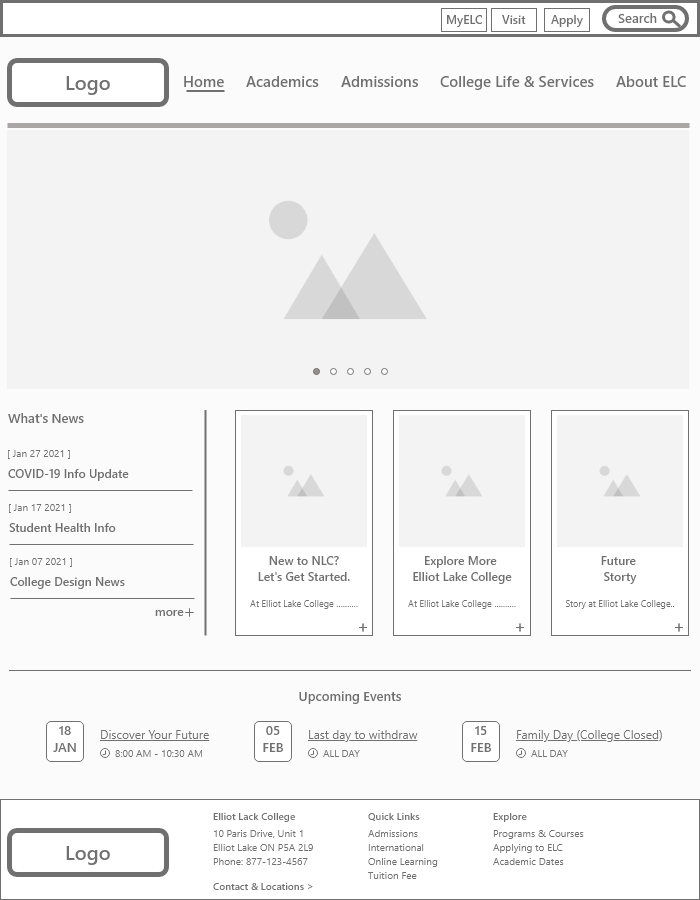 MyELC
Visit
Apply
Search
Logo
Home
Academics
Admissions
College Life & Services
About ELC
What's News
[ Jan 27 2021 ]
COVID-19 Info Update
[ Jan 17 2021 ]
Student Health Info
[ Jan 07 2021 ]
College Design News
more+
New to NLC?
Let's Get Started.
At Elliot Lake College ..........
+
Explore More
Elliot Lake College
At Elliot Lake College ..........
+
Future
Storty
Story at Elliot Lake College..
+
Upcoming Events
18
JAN
Discover Your Future
8:00 AM - 10:30 AM
05
FEB
Last day to withdraw
ALL DAY
15
FEB
Family Day (College Closed)
ALL DAY
Logo
Elliot Lack College
10 Paris Drive, Unit 1
Elliot Lake ON P5A 2L9
Phone: 877-123-4567
Contact & Locations >
Quick Links
Admissions
International
Online Learning
Tuition Fee
Explore
Programs & Courses
Applying to ELC
Academic Dates